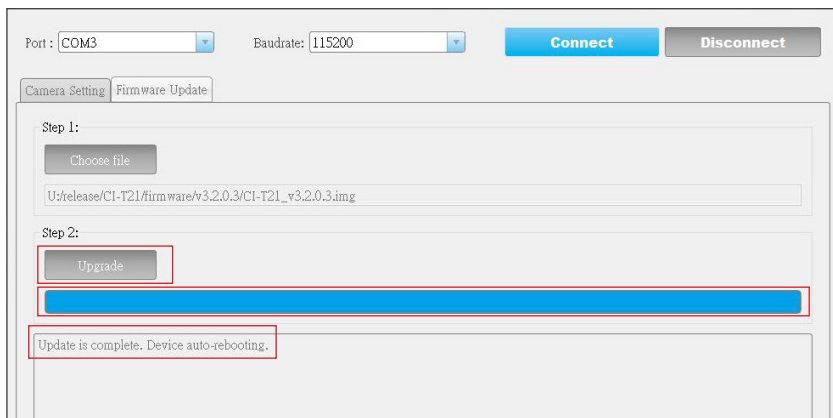 Port : COM3 Baudrate: 115200 Connect Disconnect
Camera Setting Firmware Update
Step 1:
Choose file
U:/release/CI-T21/firmware/v3.2.0.3/CI-T21_v3.2.0.3.img
Step 2:
Upgrade
Update is complete. Device auto-rebooting.